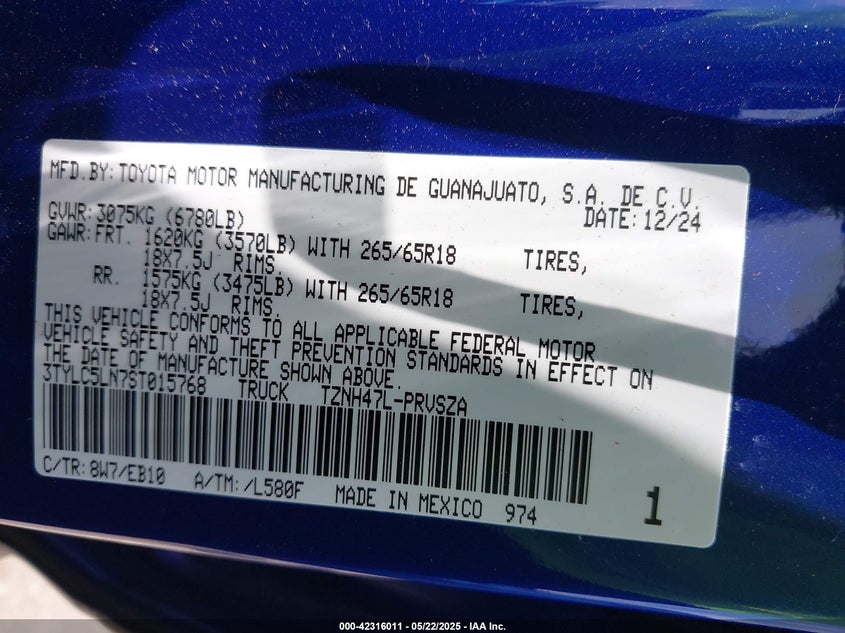 MFD.BY:TOYOTA MOTOR MANUFACTURING DE GUANAJUATO, S.A. DE C.V.
GVWR:3075KG (6780LB) DATE:12/24
GAWR:FRT. 1620KG (3570LB) WITH 265/65R18 TIRES,
18X7.5J RIMS.
RR. 1575KG (3475LB) WITH 265/65R18 TIRES,
18X7.5J RIMS.
THIS VEHICLE CONFORMS TO ALL APPLICABLE FEDERAL MOTOR
VEHICLE SAFETY AND THEFT PREVENTION STANDARDS IN EFFECT ON
THE DATE OF MANUFACTURE SHOWN ABOVE.
3TYLC5LN7ST015768 TRUCK TZNH47L-PRVSZA
C/TR:8W7/EB10 A/TM:/L580F MADE IN MEXICO 974 1
000-42316011 - 05/22/2025 - IAA Inc.